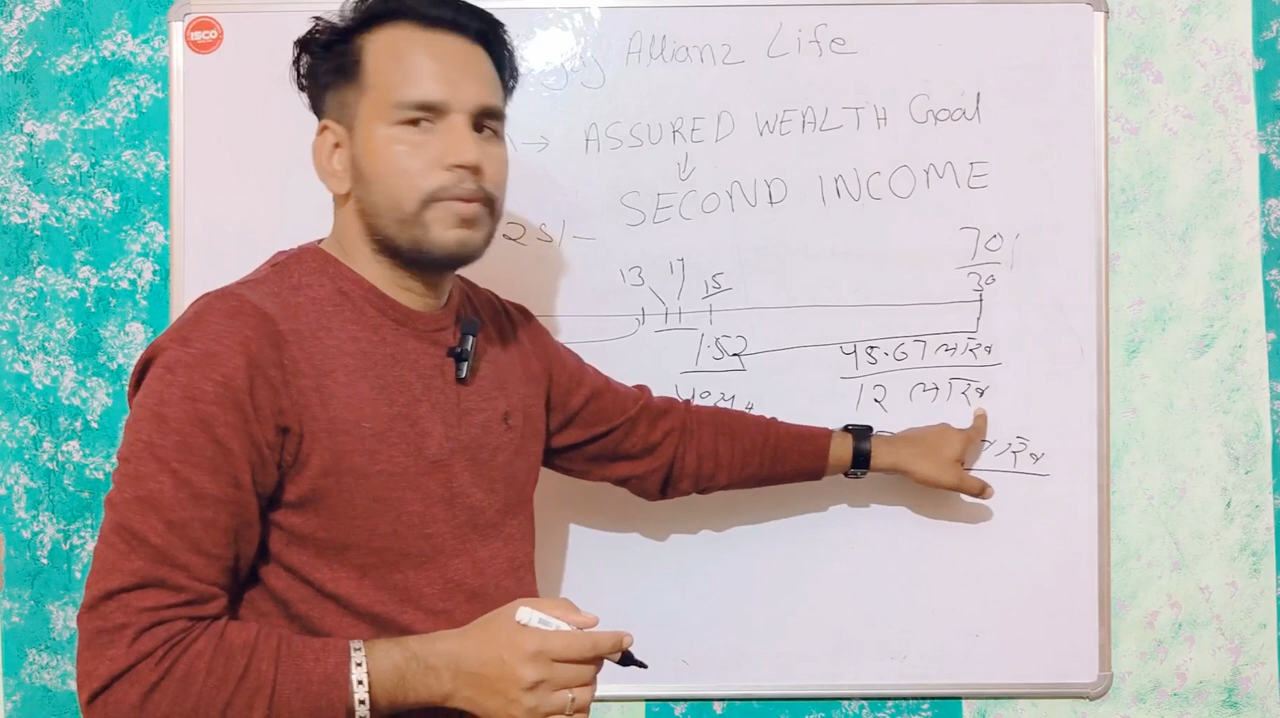 ISCO
Allianz Life
→ ASSURED WEALTH Goal
↓
SECOND INCOME
25/-
70
13 17 15
30
1.52 45.67 लाख
12 लाख
लाख